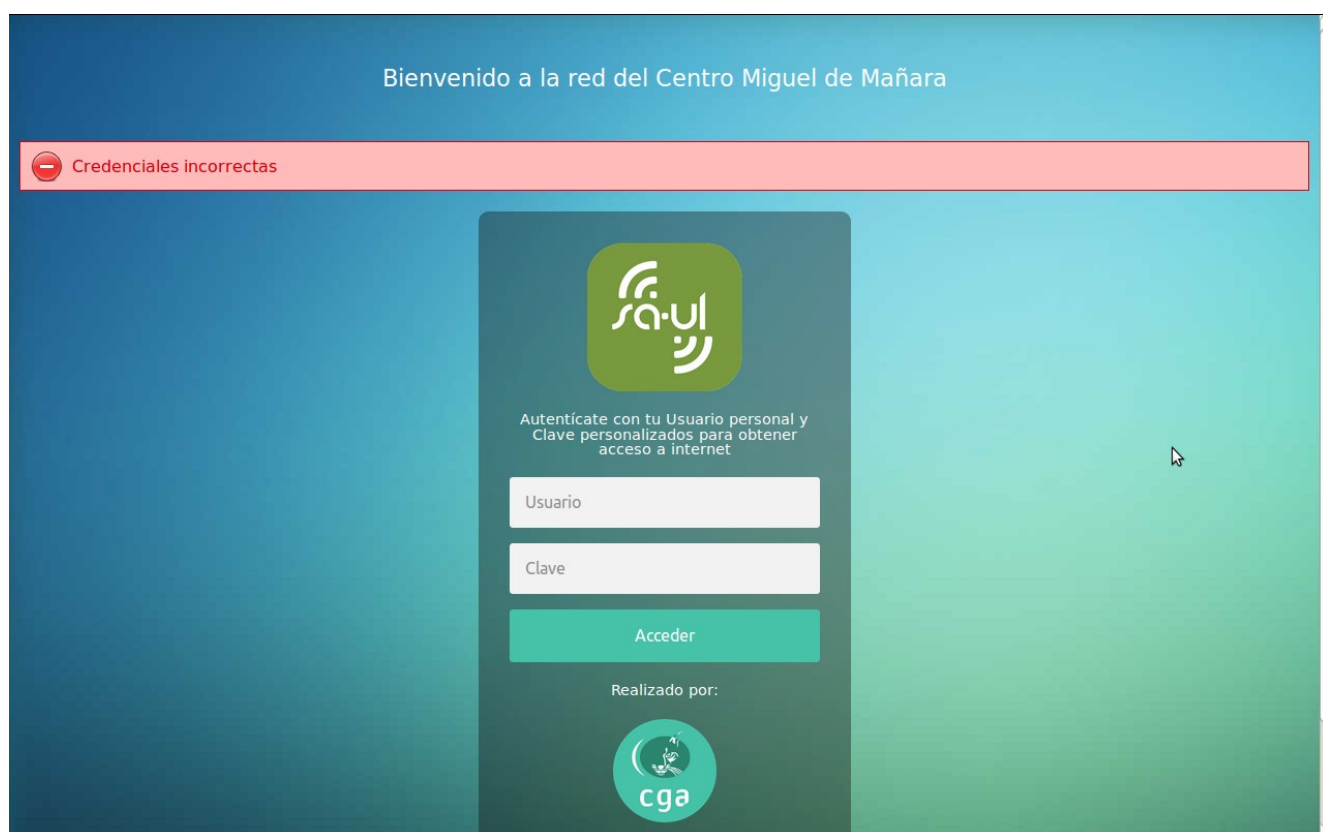 Bienvenido a la red del Centro Miguel de Mañara
Credenciales incorrectas
sa·ul
Autentícate con tu Usuario personal y
Clave personalizados para obtener
acceso a internet
Usuario
Clave
Acceder
Realizado por:
cga